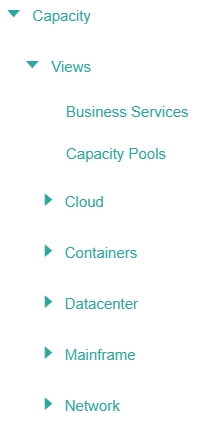 Capacity
Views
Business Services
Capacity Pools
Cloud
Containers
Datacenter
Mainframe
Network